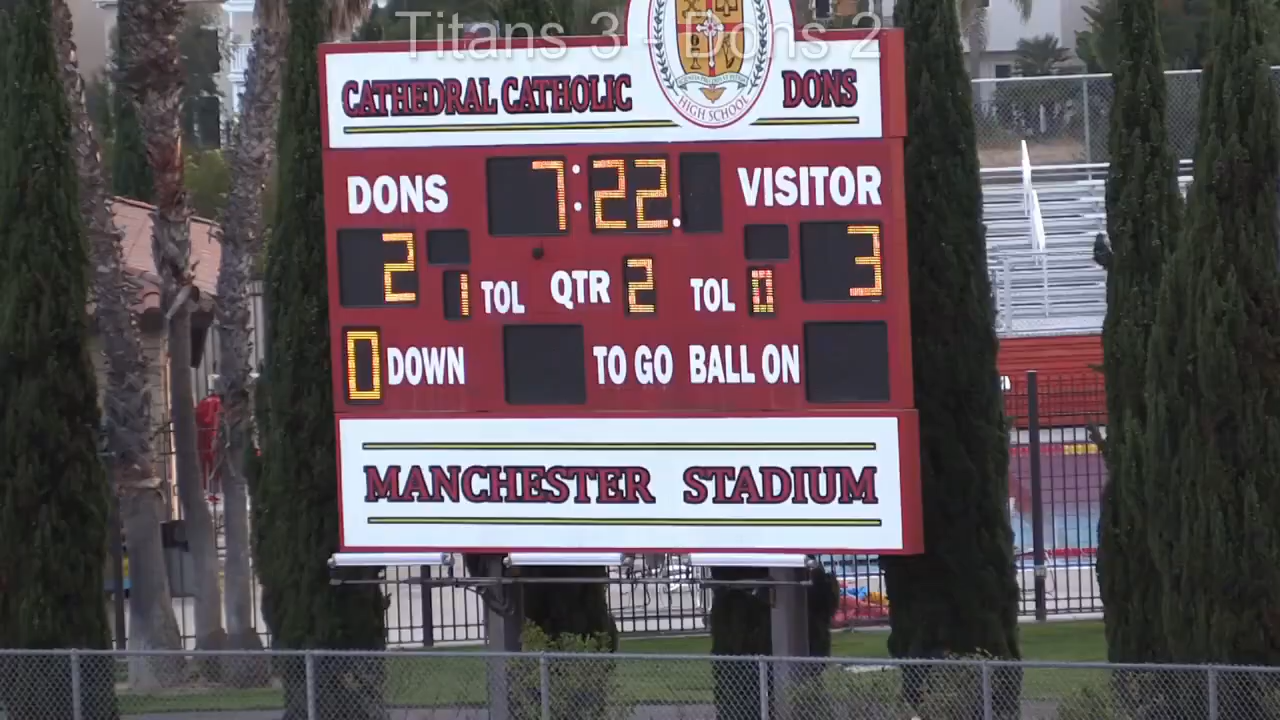 Titans 3 - Dons 2
CATHEDRAL CATHOLIC DONS
HIGH SCHOOL
DONS 7:22. VISITOR
2 1 TOL QTR 2 TOL 0 3
0 DOWN TO GO BALL ON
MANCHESTER STADIUM